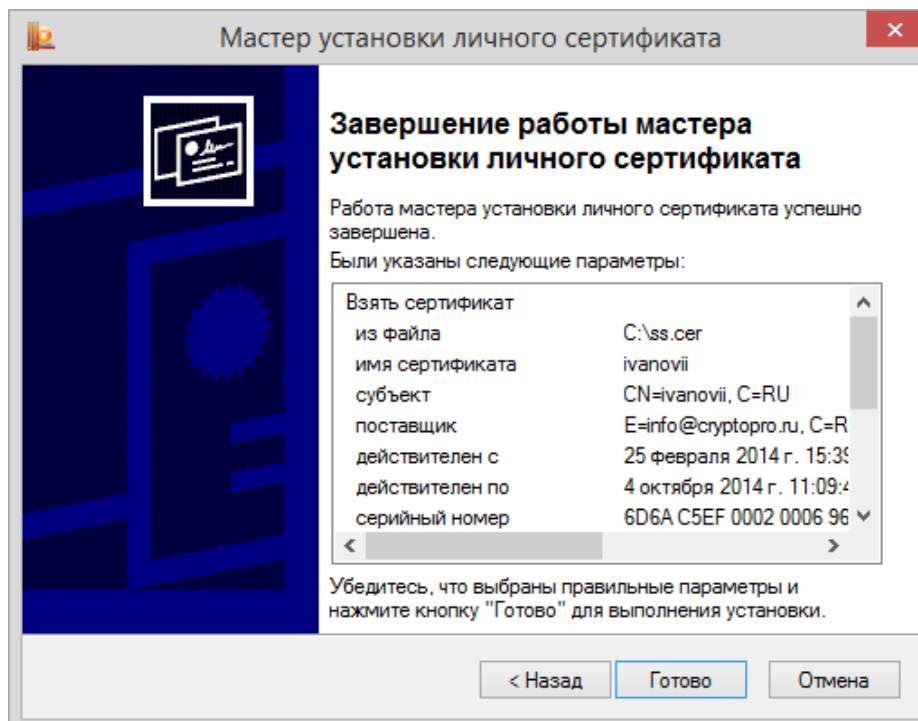 Мастер установки личного сертификата
Завершение работы мастера
установки личного сертификата
Работа мастера установки личного сертификата успешно
завершена.
Были указаны следующие параметры:
Взять сертификат
из файла C:\ss.cer
имя сертификата ivanovii
субъект CN=ivanovii, C=RU
поставщик E=info@cryptopro.ru, C=R
действителен с 25 февраля 2014 г. 15:39
действителен по 4 октября 2014 г. 11:09:4
серийный номер 6D6A C5EF 0002 0006 96
Убедитесь, что выбраны правильные параметры и
нажмите кнопку "Готово" для выполнения установки.
< Назад Готово Отмена